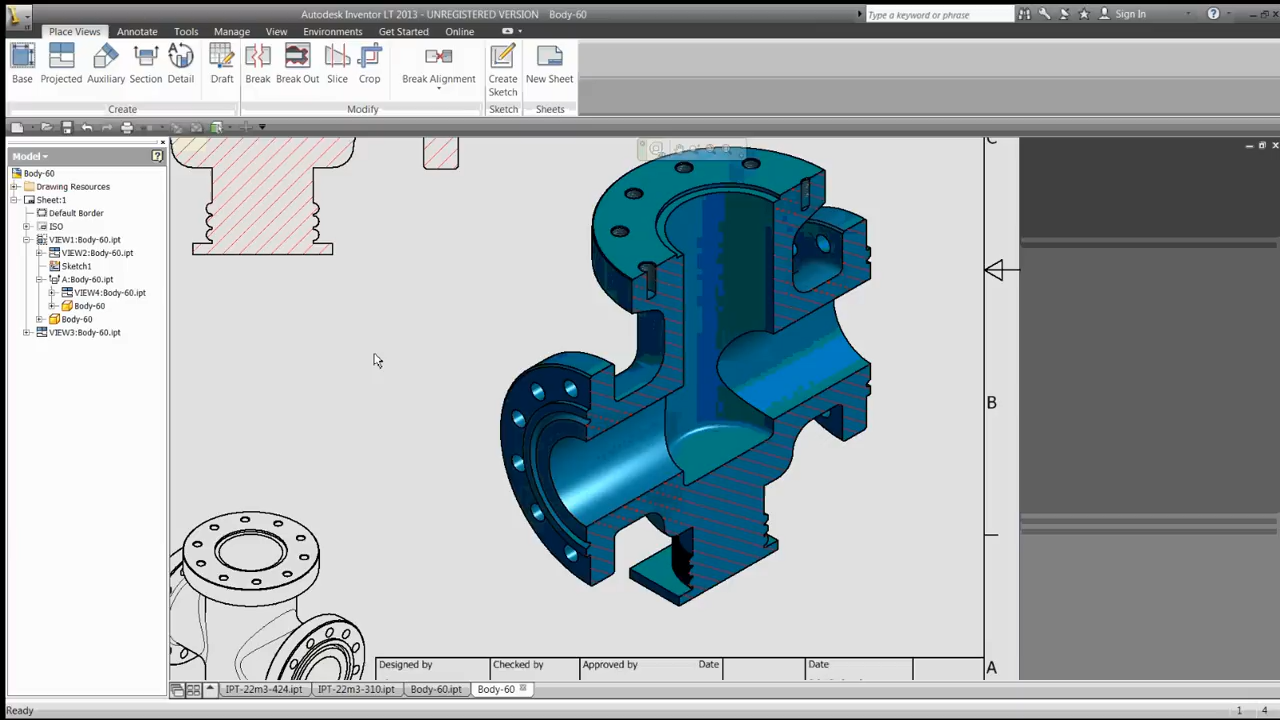 Autodesk Inventor LT 2013 - UNREGISTERED VERSION Body-60
Type a keyword or phrase
Sign In
Place Views Annotate Tools Manage View Environments Get Started Online
Base Projected Auxiliary Section Detail Draft Break Break Out Slice Crop Break Alignment Create Sketch New Sheet
Create Modify Sketch Sheets
Model
Body-60
Drawing Resources
Sheet:1
Default Border
ISO
VIEW1:Body-60.ipt
VIEW2:Body-60.ipt
Sketch1
A:Body-60.ipt
VIEW4:Body-60.ipt
Body-60
Body-60
VIEW3:Body-60.ipt
C
B
A
Designed by Checked by Approved by Date Date
IPT-22m3-424.ipt IPT-22m3-310.ipt Body-60.ipt Body-60
Ready 1 4